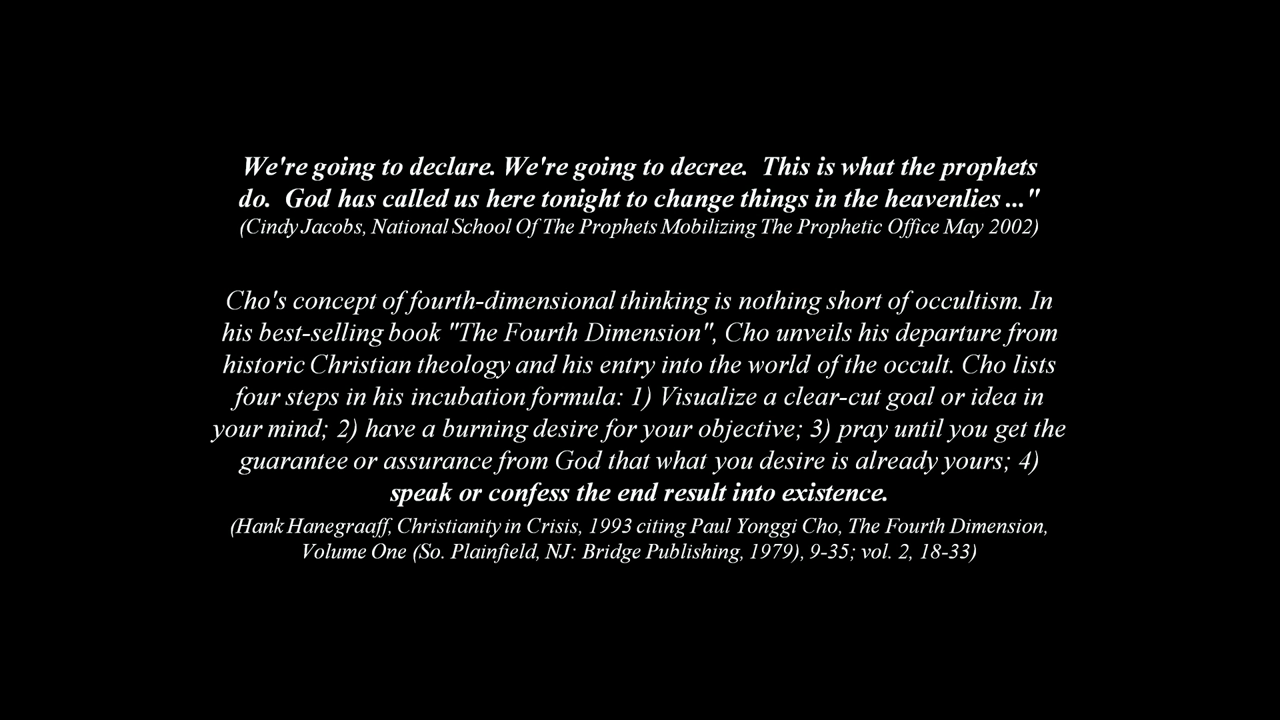 We're going to declare. We're going to decree.  This is what the prophets
do.  God has called us here tonight to change things in the heavenlies ..."
(Cindy Jacobs, National School Of The Prophets Mobilizing The Prophetic Office May 2002)
Cho's concept of fourth-dimensional thinking is nothing short of occultism. In
his best-selling book "The Fourth Dimension", Cho unveils his departure from
historic Christian theology and his entry into the world of the occult. Cho lists
four steps in his incubation formula: 1) Visualize a clear-cut goal or idea in
your mind; 2) have a burning desire for your objective; 3) pray until you get the
guarantee or assurance from God that what you desire is already yours; 4)
speak or confess the end result into existence.
(Hank Hanegraaff, Christianity in Crisis, 1993 citing Paul Yonggi Cho, The Fourth Dimension,
Volume One (So. Plainfield, NJ: Bridge Publishing, 1979), 9-35; vol. 2, 18-33)